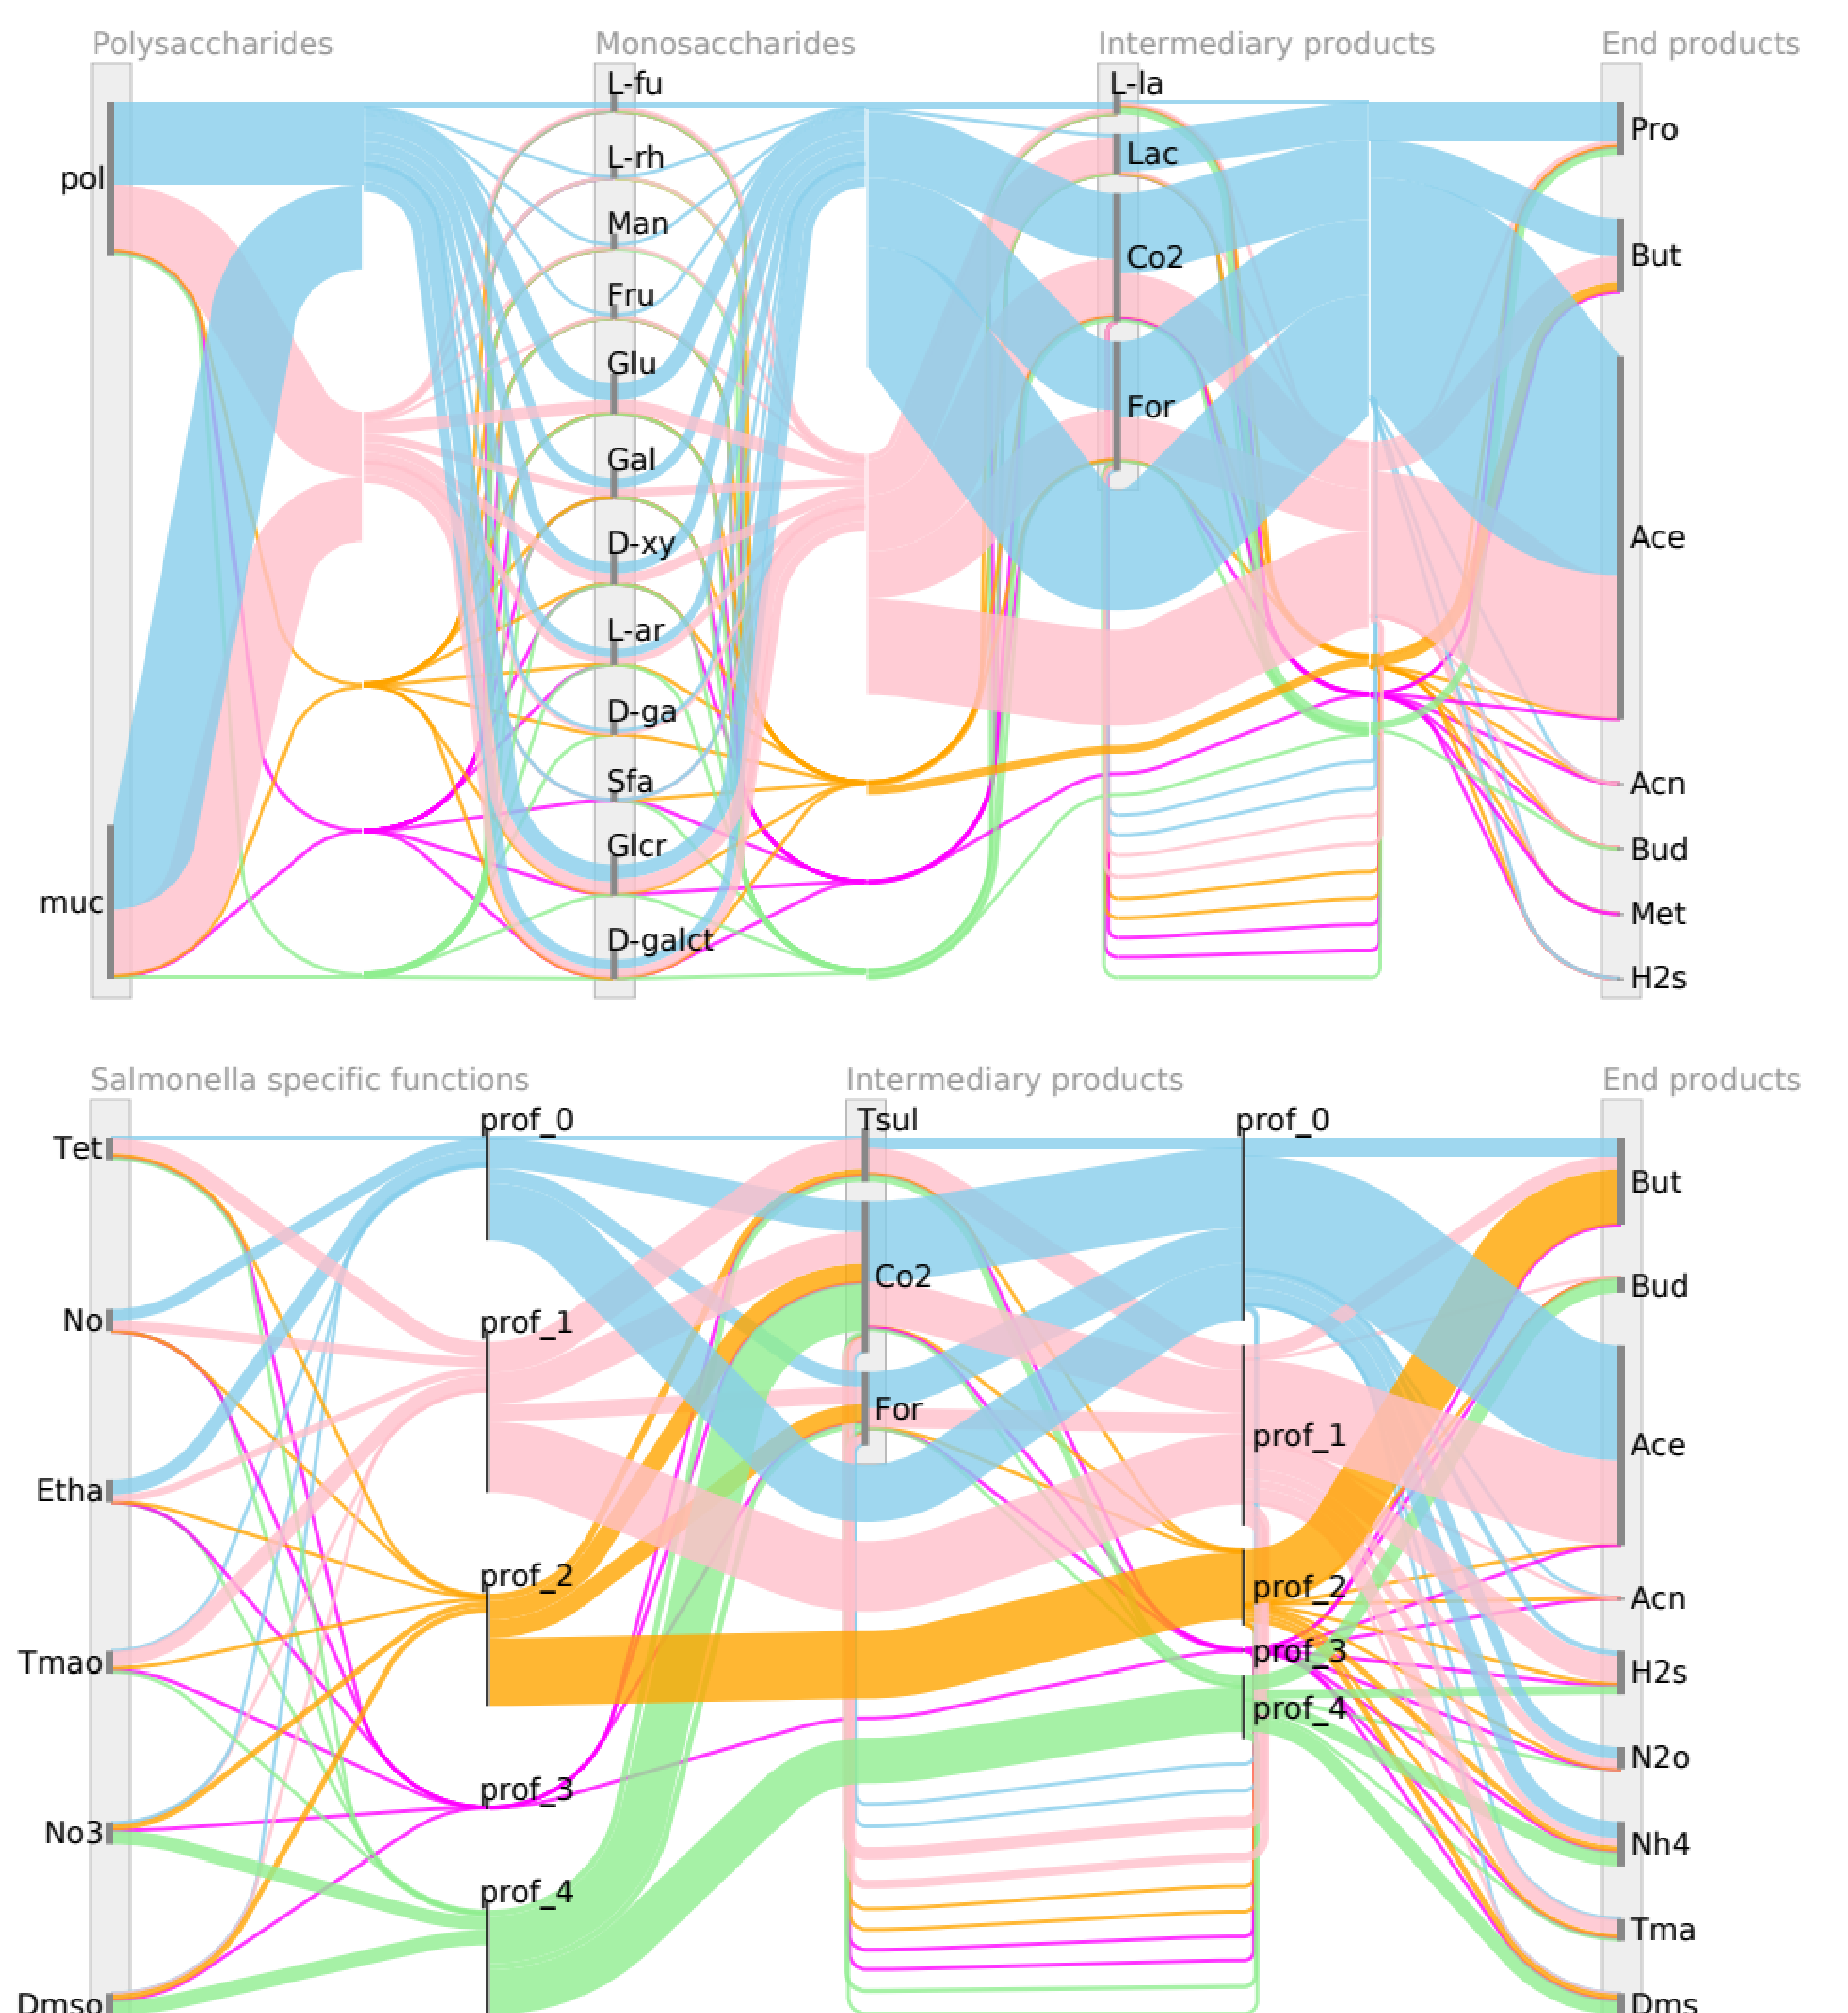 Polysaccharides Monosaccharides Intermediary products End products
L-fu L-la
Pro
L-rh Lac
pol
Man
But
Co2
Fru
Glu
For
Gal
D-xy Ace
L-ar
D-ga
Sfa Acn
Glcr Bud
muc Met
D-galct
H2s
Salmonella specific functions Intermediary products End products
prof_0 Tsul prof_0
Tet
But
Co2 Bud
No prof_1
For prof_1 Ace
Etha
prof_2 prof_2 Acn
Tmao prof_3 H2s
prof_4
N2o
prof_3
No3 Nh4
prof_4
Tma
Dmso Dms